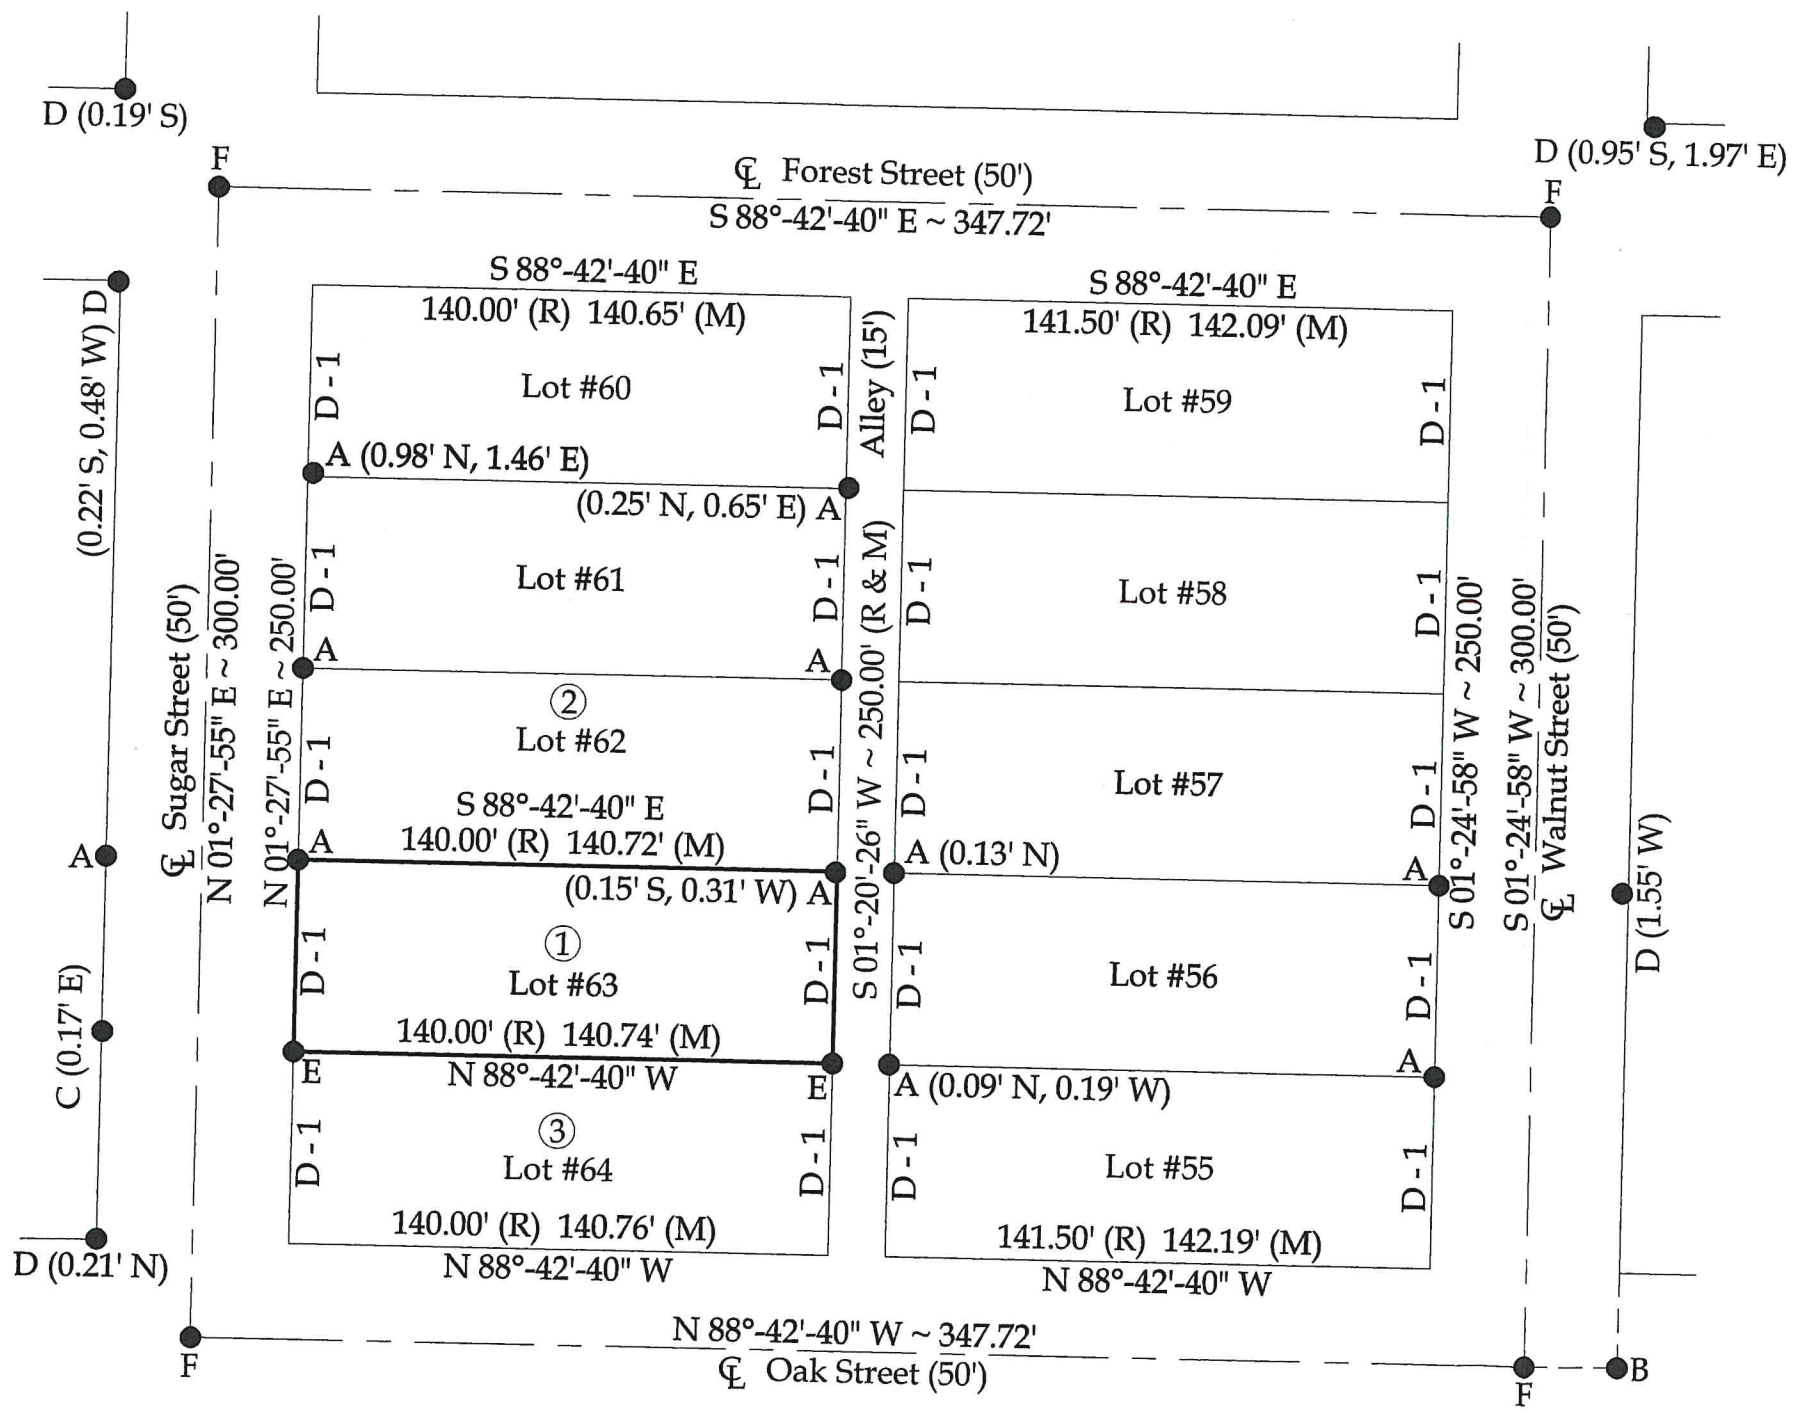 D (0.19' S)
D (0.95' S, 1.97' E)
F
F
℄ Forest Street (50')
S 88°-42'-40" E ~ 347.72'
(0.22' S, 0.48' W) D
S 88°-42'-40" E
140.00' (R) 140.65' (M)
S 88°-42'-40" E
141.50' (R) 142.09' (M)
D - 1
Lot #60
D - 1
Alley (15')
D - 1
Lot #59
D - 1
A (0.98' N, 1.46' E)
(0.25' N, 0.65' E) A
D - 1
Lot #61
D - 1
D - 1
Lot #58
D - 1
℄ Sugar Street (50')
N 01°-27'-55" E ~ 300.00'
N 01°-27'-55" E ~ 250.00'
S 01°-20'-26" W ~ 250.00' (R & M)
S 01°-24'-58" W ~ 250.00'
S 01°-24'-58" W ~ 300.00'
℄ Walnut Street (50')
A
A
2
D - 1
Lot #62
D - 1
D - 1
Lot #57
D - 1
S 88°-42'-40" E
140.00' (R) 140.72' (M)
A
A
(0.15' S, 0.31' W) A
A (0.13' N)
A
D (1.55' W)
1
D - 1
Lot #63
D - 1
D - 1
Lot #56
D - 1
C (0.17' E)
140.00' (R) 140.74' (M)
N 88°-42'-40" W
E
E
A (0.09' N, 0.19' W)
A
3
D - 1
Lot #64
D - 1
D - 1
Lot #55
D - 1
140.00' (R) 140.76' (M)
N 88°-42'-40" W
141.50' (R) 142.19' (M)
N 88°-42'-40" W
D (0.21' N)
N 88°-42'-40" W ~ 347.72'
℄ Oak Street (50')
F
F
B